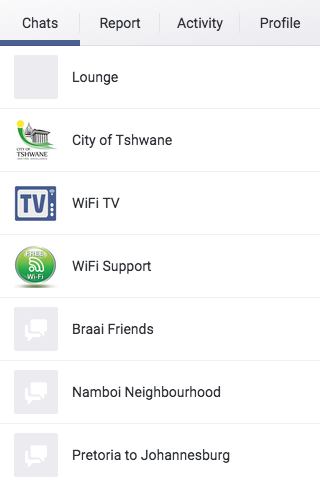 Chats Report Activity Profile
Lounge
CITY OF
TSHWANE
City of Tshwane
TV
WiFi TV
FREE
Wi-Fi
WiFi Support
Braai Friends
Namboi Neighbourhood
Pretoria to Johannesburg